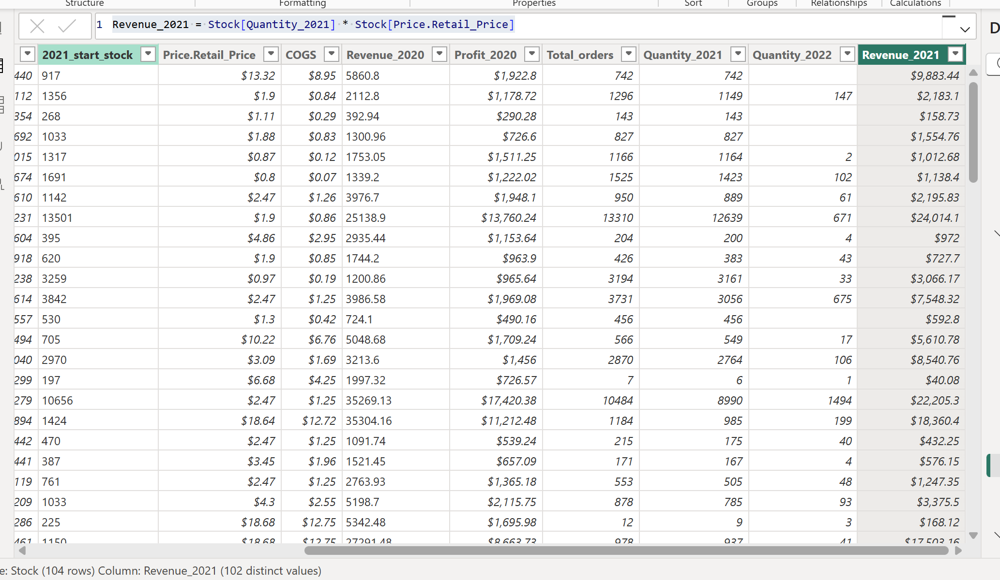 Structure Formatting Properties Sort Groups Relationships Calculations
1 Revenue_2021 = Stock[Quantity_2021] * Stock[Price.Retail_Price]
2021_start_stock Price.Retail_Price COGS Revenue_2020 Profit_2020 Total_orders Quantity_2021 Quantity_2022 Revenue_2021
440 917 $13.32 $8.95 5860.8 $1,922.8 742 742 $9,883.44
112 1356 $1.9 $0.84 2112.8 $1,178.72 1296 1149 147 $2,183.1
354 268 $1.11 $0.29 392.94 $290.28 143 143 $158.73
692 1033 $1.88 $0.83 1300.96 $726.6 827 827 $1,554.76
015 1317 $0.87 $0.12 1753.05 $1,511.25 1166 1164 2 $1,012.68
674 1691 $0.8 $0.07 1339.2 $1,222.02 1525 1423 102 $1,138.4
610 1142 $2.47 $1.26 3976.7 $1,948.1 950 889 61 $2,195.83
231 13501 $1.9 $0.86 25138.9 $13,760.24 13310 12639 671 $24,014.1
604 395 $4.86 $2.95 2935.44 $1,153.64 204 200 4 $972
918 620 $1.9 $0.85 1744.2 $963.9 426 383 43 $727.7
238 3259 $0.97 $0.19 1200.86 $965.64 3194 3161 33 $3,066.17
614 3842 $2.47 $1.25 3986.58 $1,969.08 3731 3056 675 $7,548.32
557 530 $1.3 $0.42 724.1 $490.16 456 456 $592.8
494 705 $10.22 $6.76 5048.68 $1,709.24 566 549 17 $5,610.78
040 2970 $3.09 $1.69 3213.6 $1,456 2870 2764 106 $8,540.76
299 197 $6.68 $4.25 1997.32 $726.57 7 6 1 $40.08
279 10656 $2.47 $1.25 35269.13 $17,420.38 10484 8990 1494 $22,205.3
894 1424 $18.64 $12.72 35304.16 $11,212.48 1184 985 199 $18,360.4
442 470 $2.47 $1.25 1091.74 $539.24 215 175 40 $432.25
441 387 $3.45 $1.96 1521.45 $657.09 171 167 4 $576.15
119 761 $2.47 $1.25 2763.93 $1,365.18 553 505 48 $1,247.35
209 1033 $4.3 $2.55 5198.7 $2,115.75 878 785 93 $3,375.5
286 225 $18.68 $12.75 5342.48 $1,695.98 12 9 3 $168.12
461 1150 $18.68 $12.75 27291.48 $8,663.73 978 937 41 $17,503.16
e: Stock (104 rows) Column: Revenue_2021 (102 distinct values)